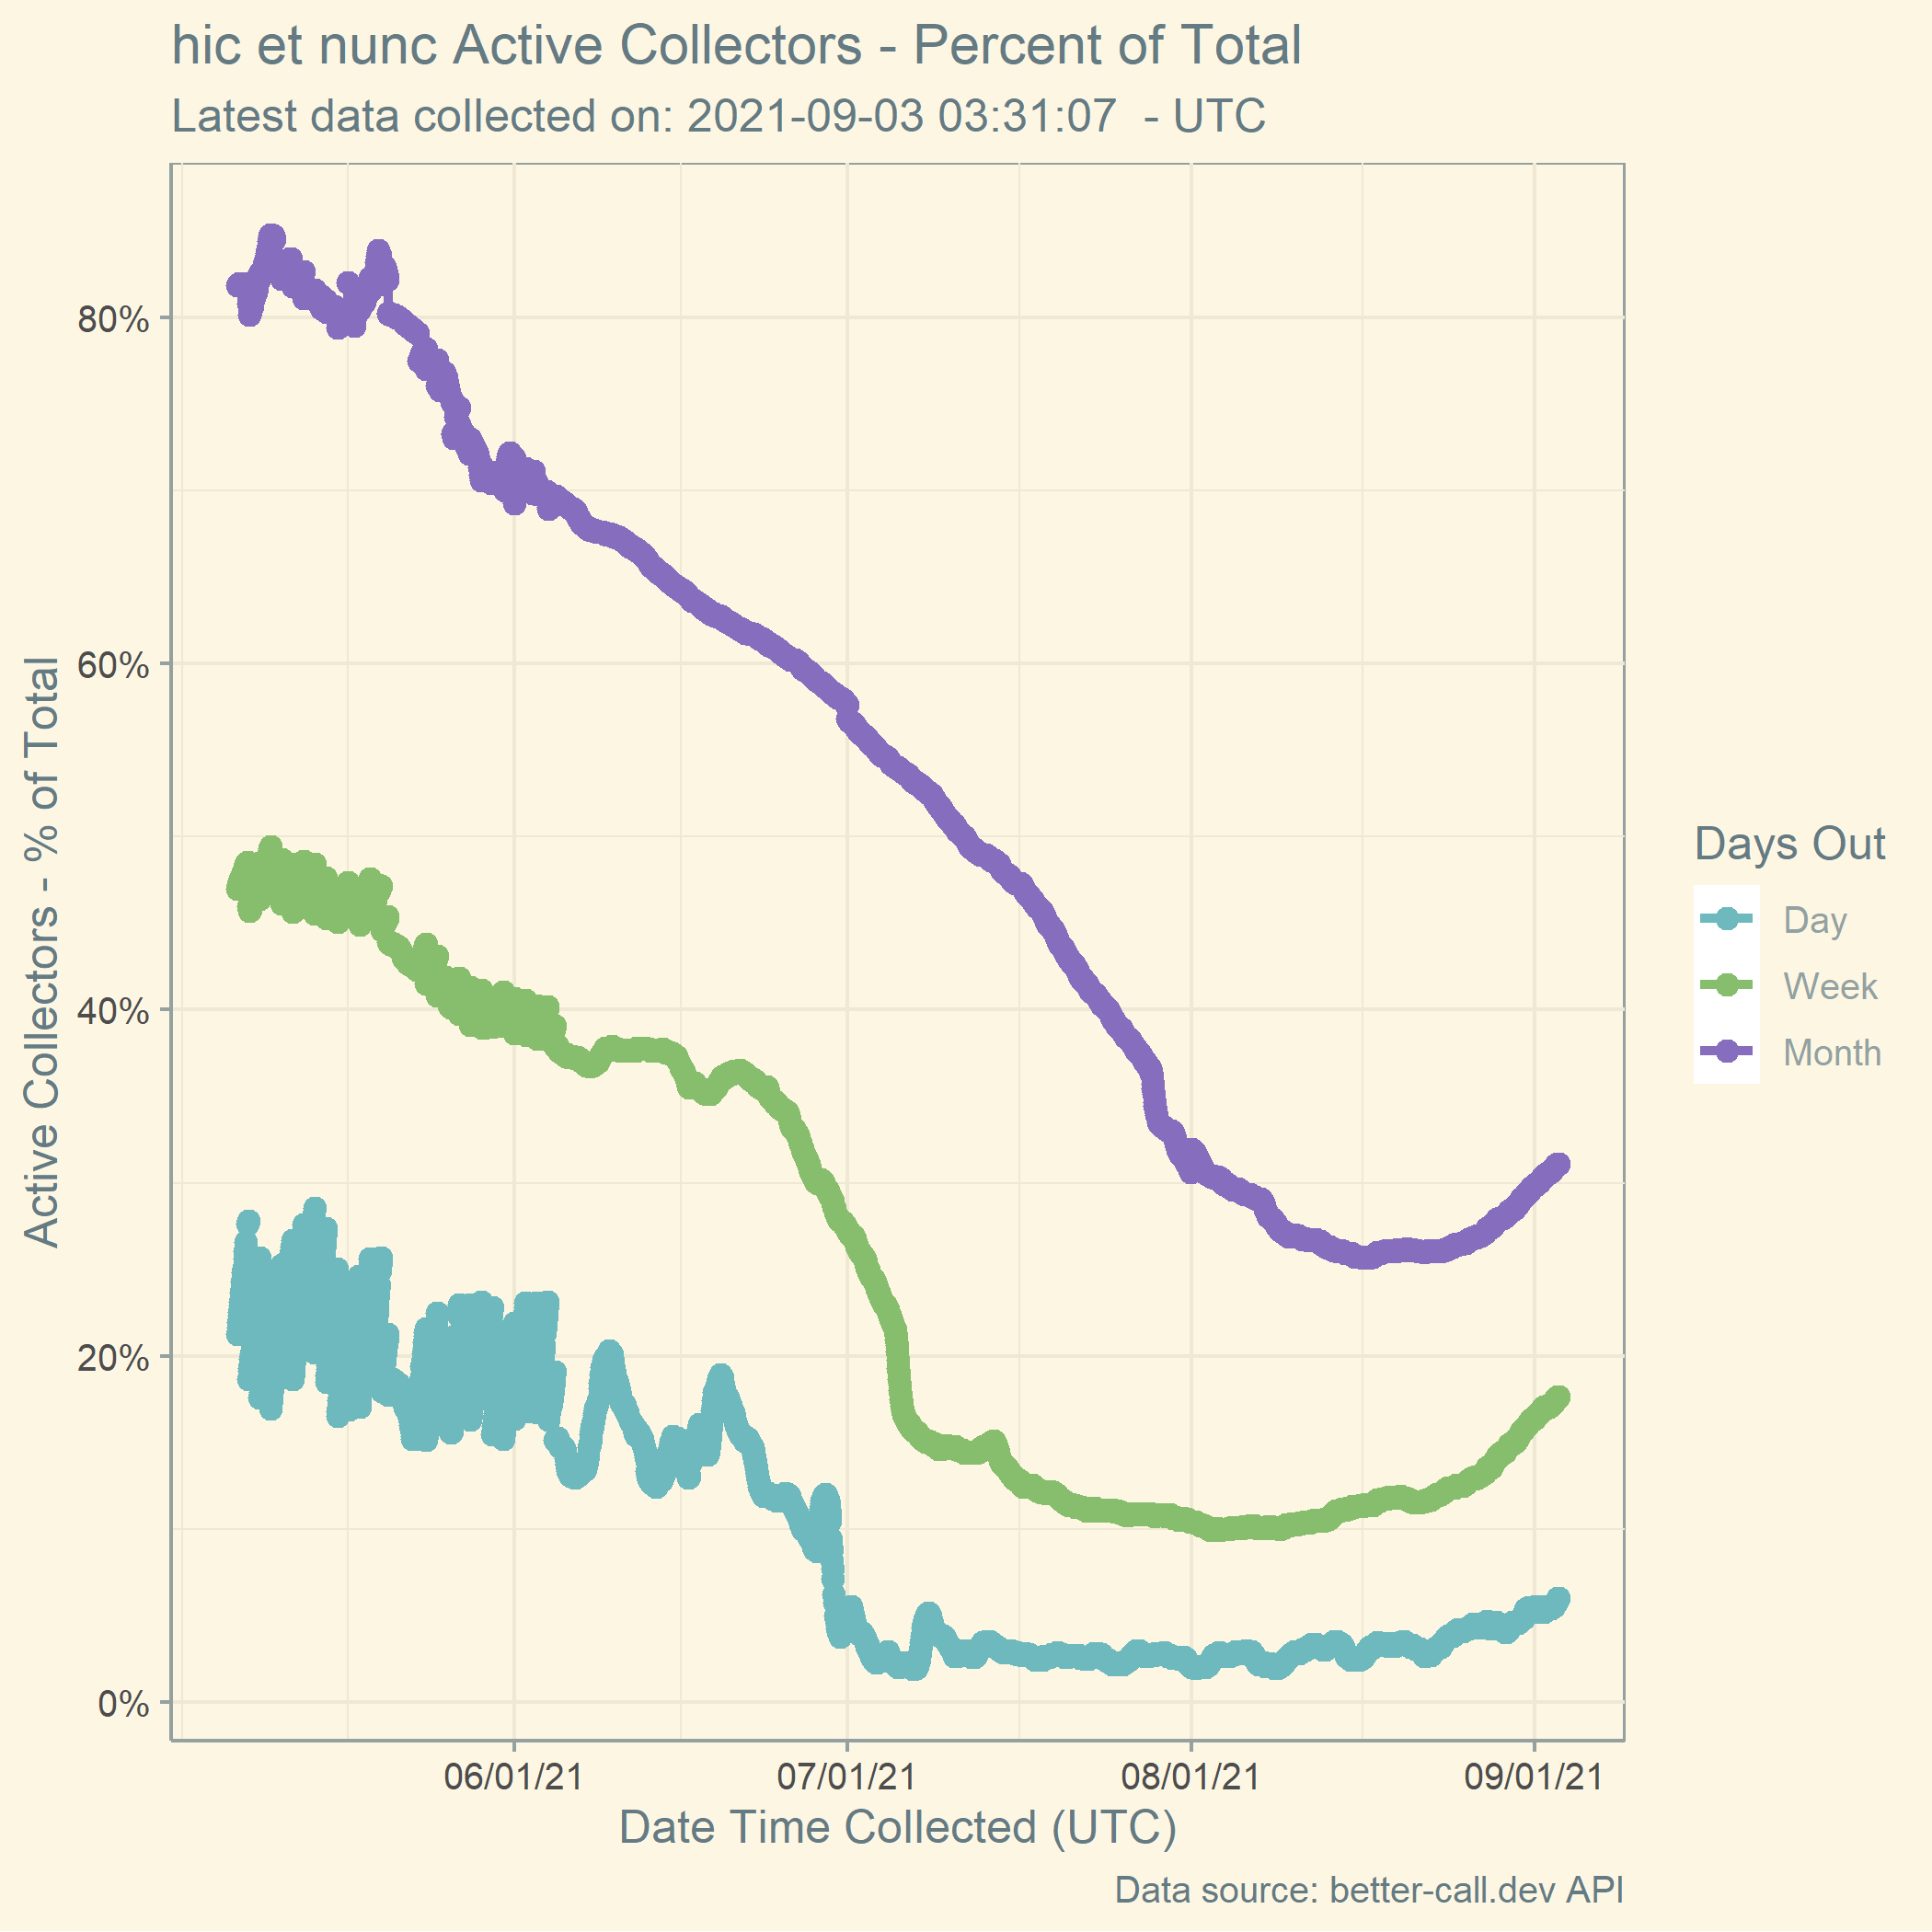 hic et nunc Active Collectors - Percent of Total
Latest data collected on: 2021-09-03 03:31:07  - UTC
Active Collectors - % of Total
80%
60%
40%
20%
0%
06/01/21
07/01/21
08/01/21
09/01/21
Date Time Collected (UTC)
Days Out
Day
Week
Month
Data source: better-call.dev API